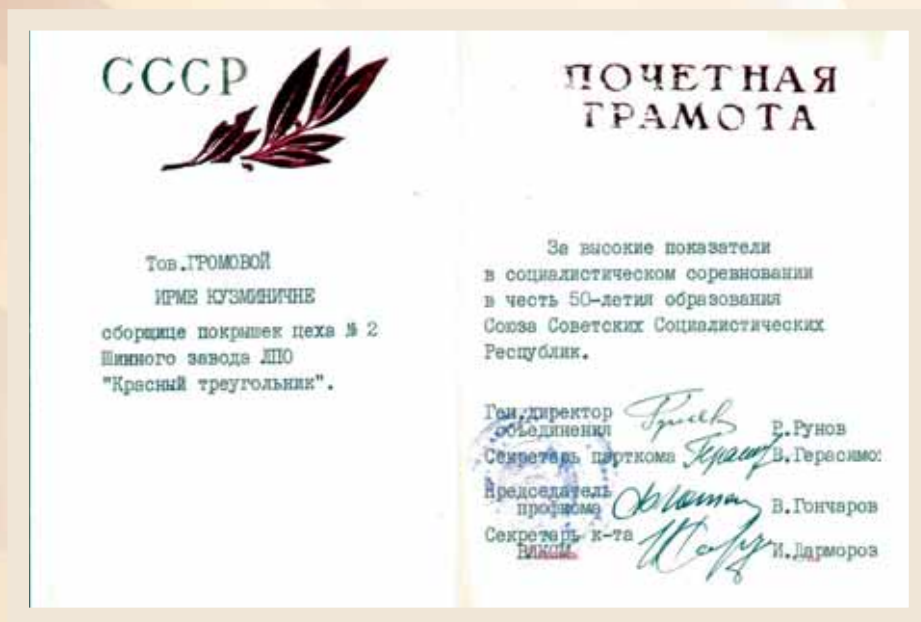 СССР
Тов.ГРОМОВОЙ
ИРМЕ КУЗМИНИЧНЕ
сборщице покрышек цеха № 2
Шинного завода ЛПО
"Красный треугольник".
ПОЧЕТНАЯ
ГРАМОТА
За высокие показатели
в социалистическом соревновании
в честь 50-летия образования
Союза Советских Социалистических
Республик.
Ген.директор
объединения Р.Рунов
Секретарь парткома В.Герасимо
Председатель
профкома В.Гончаров
Секретарь к-та
ВЛКСМ И.Дарморов